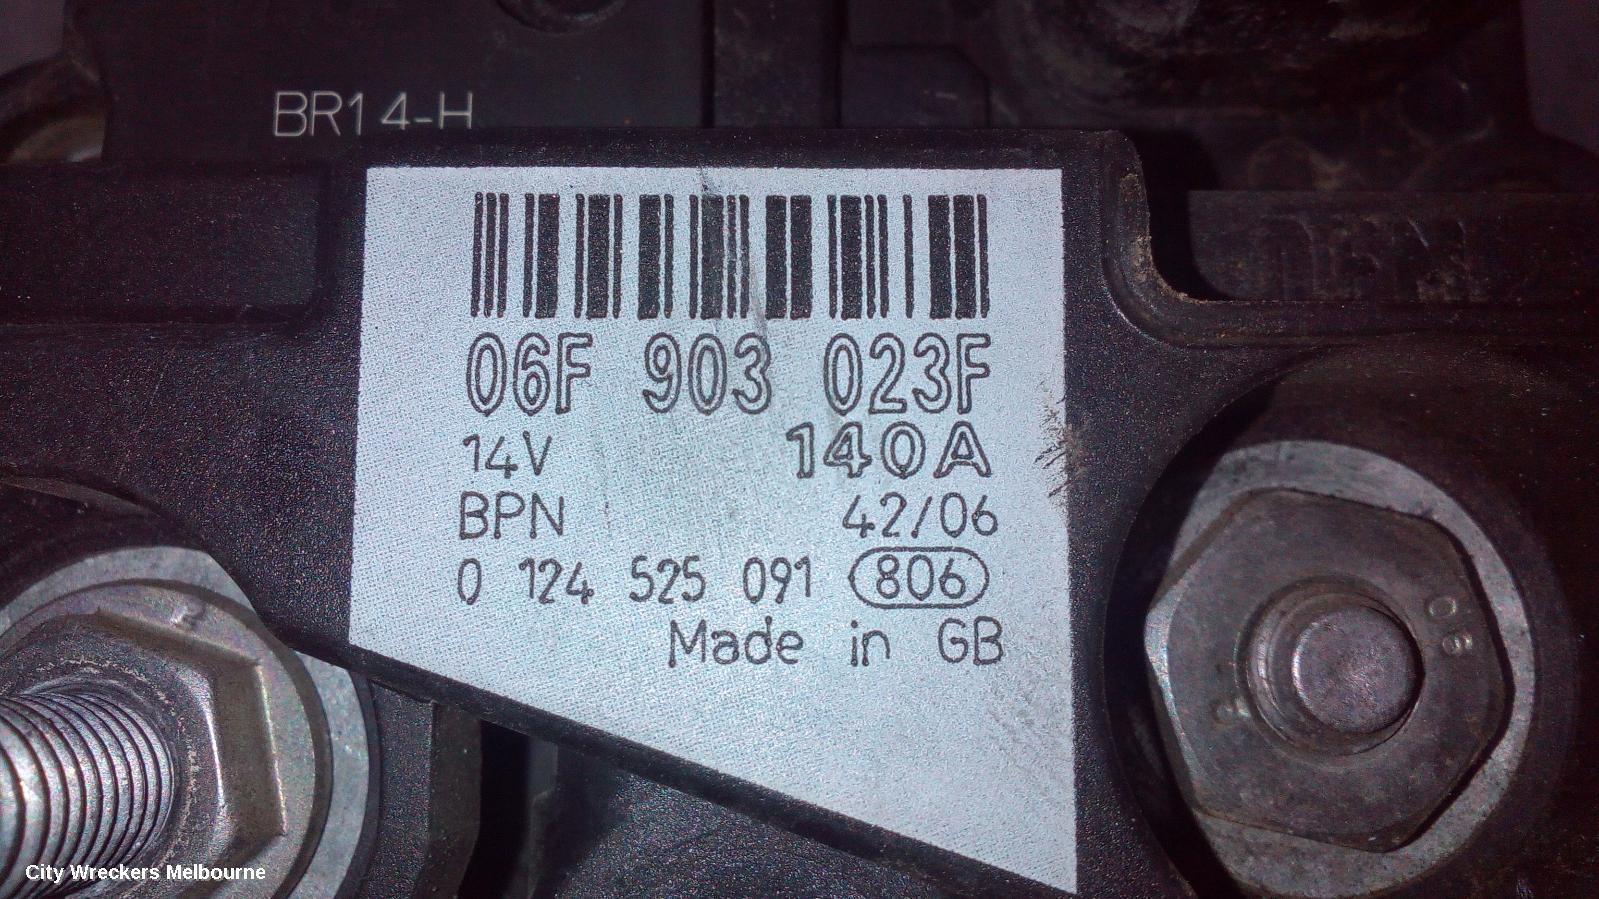 BR14-H
06F 903 023F
14V 140A
BPN 42/06
0 124 525 091 806
Made in GB
City Wreckers Melbourne